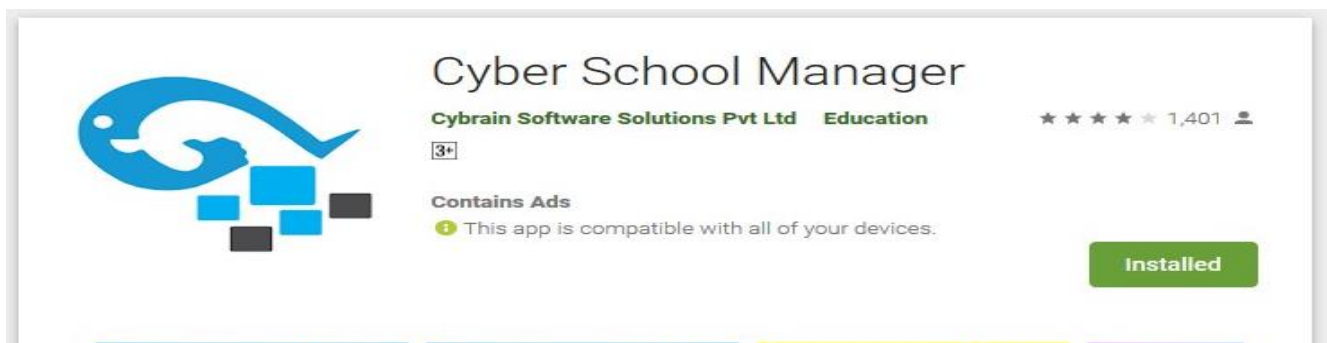 Cyber School Manager
Cybrain Software Solutions Pvt Ltd Education 1,401
3+
Contains Ads
This app is compatible with all of your devices.
Installed